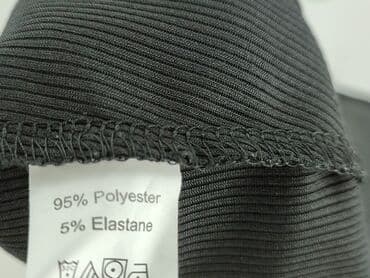 95% Polyester
5% Elastane